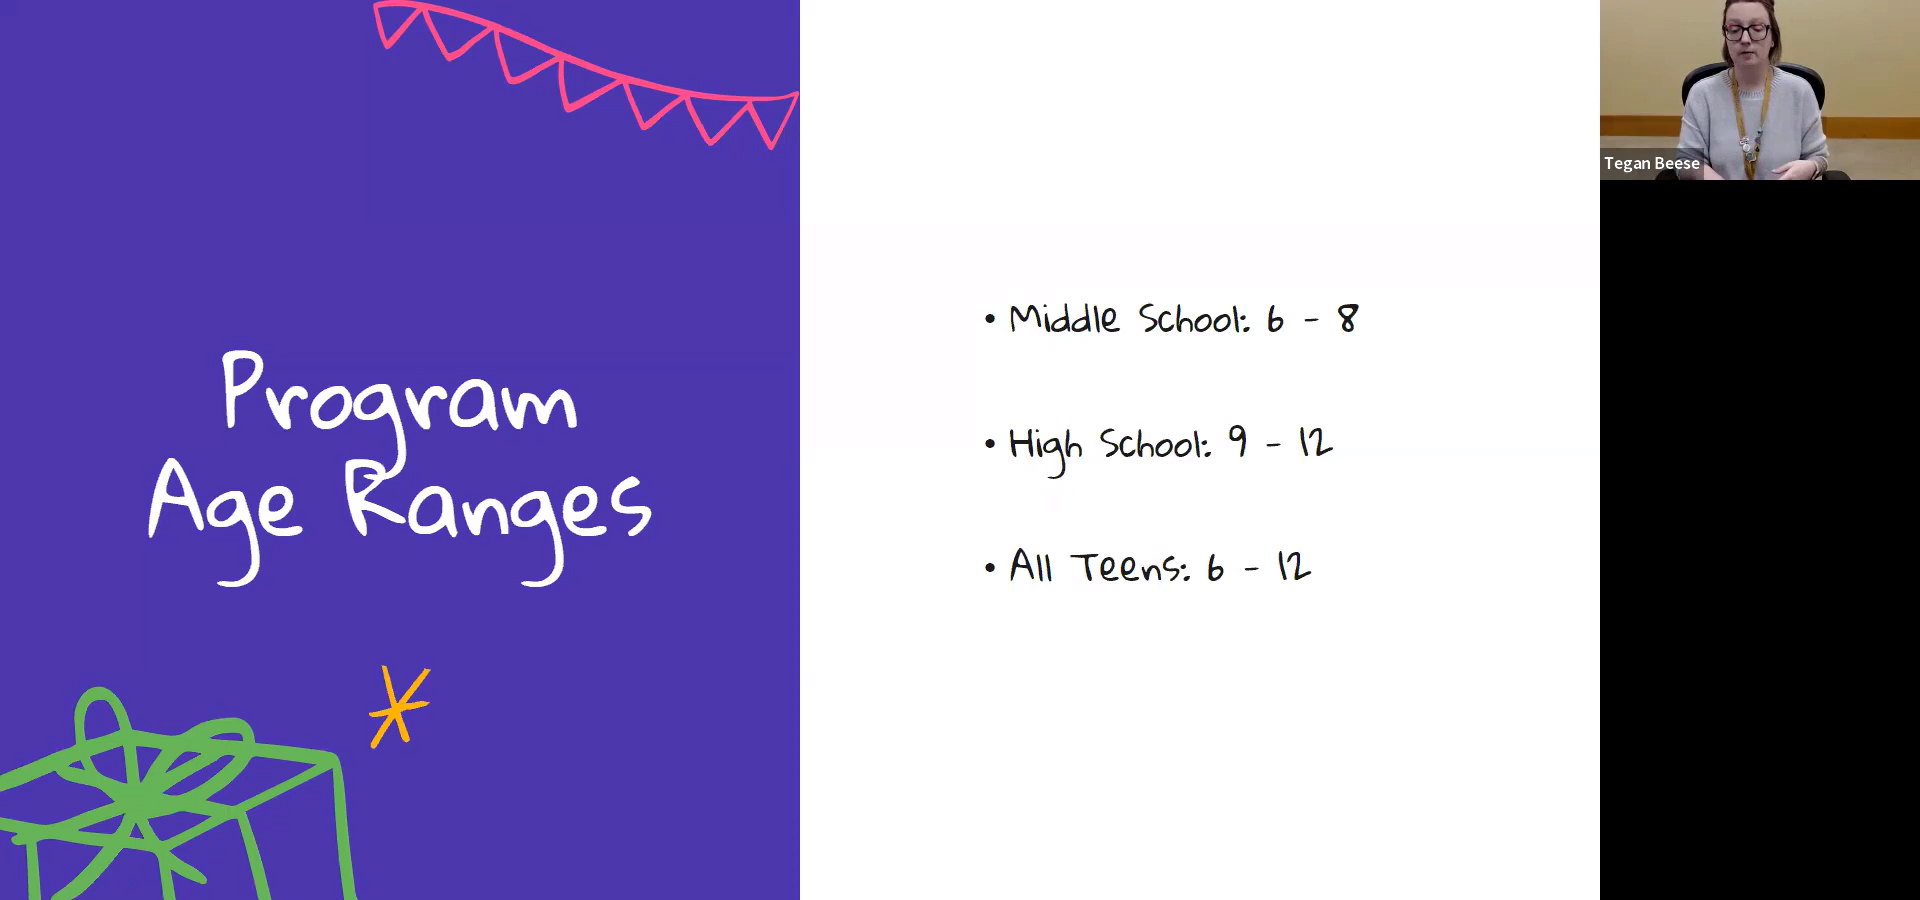 Program
Age Ranges
• Middle School: 6 - 8
• High School: 9 - 12
• All Teens: 6 - 12
Tegan Beese